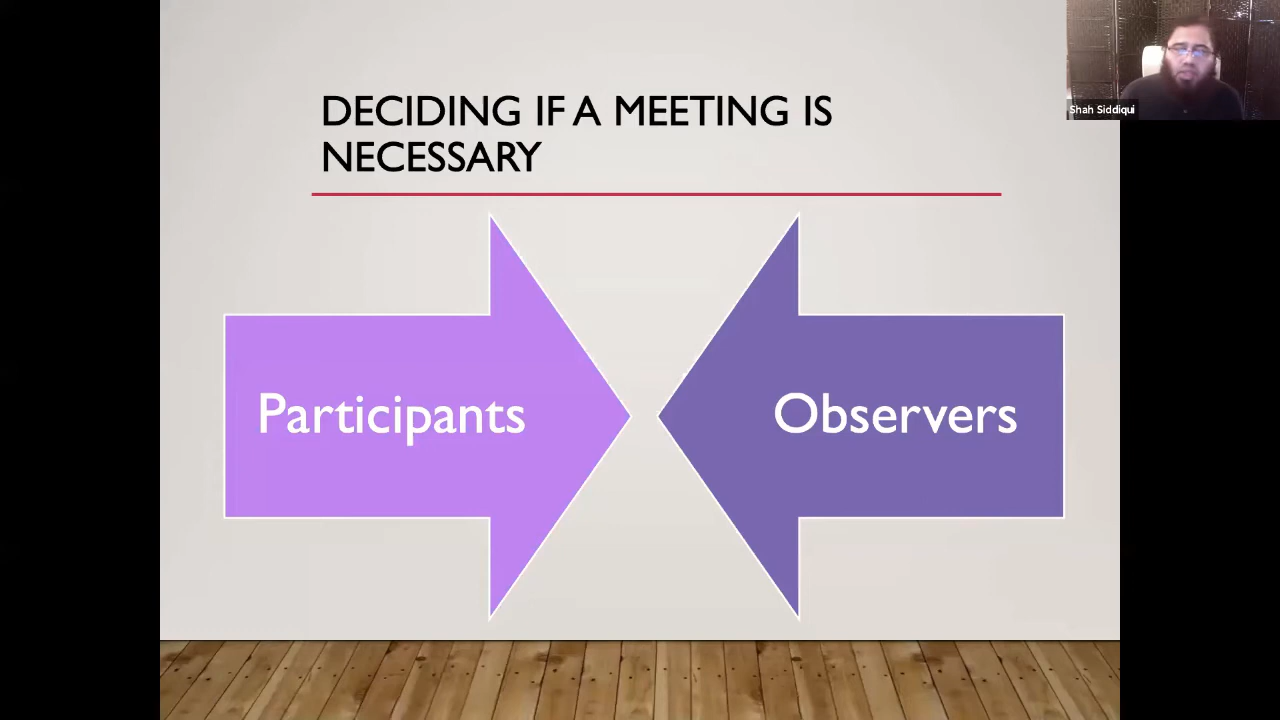 DECIDING IF A MEETING IS
NECESSARY
Shah Siddiqui
Participants
Observers